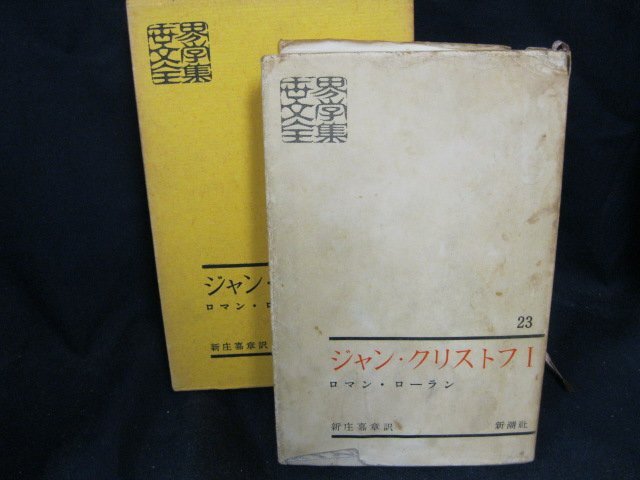 世界
文学
全集
ジャン・
ロマン・ロ
新庄嘉章訳
世界
文学
全集
23
ジャン・クリストフ I
ロマン・ローラン
新庄嘉章訳 新潮社